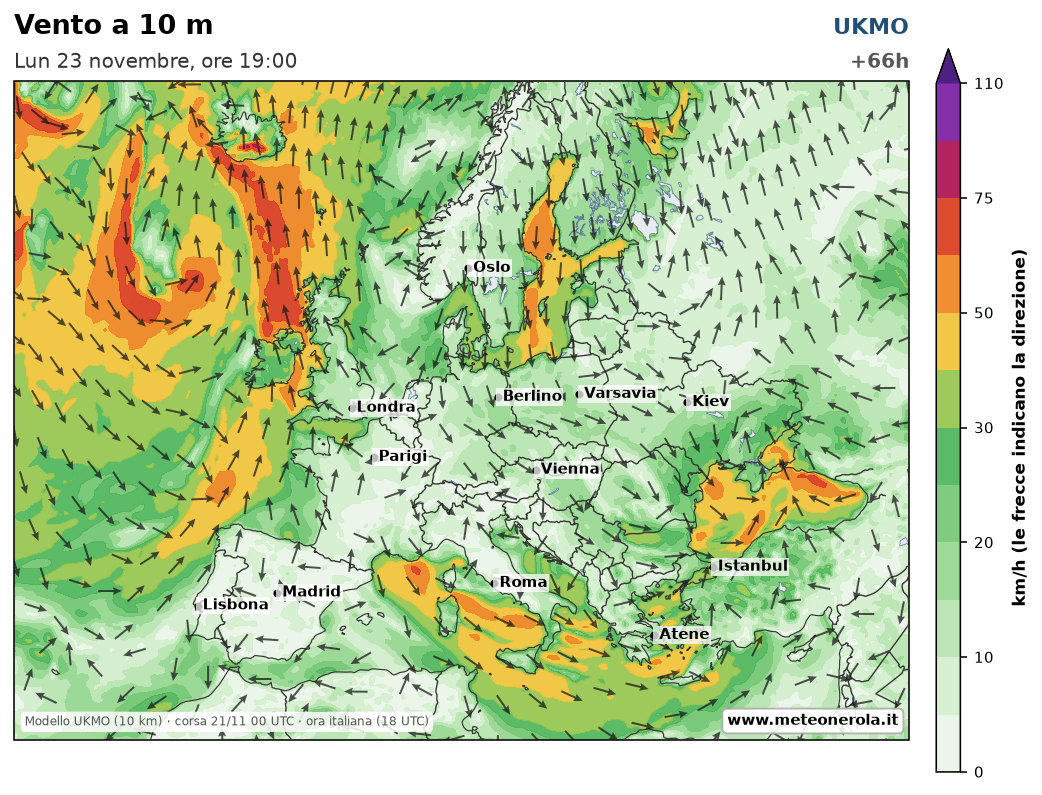 Vento a 10 m
UKMO
Lun 23 novembre, ore 19:00
+66h
110
75
50
30
20
10
0
km/h (le frecce indicano la direzione)
Oslo
Londra
Berlino
Varsavia
Kiev
Parigi
Vienna
Istanbul
Roma
Madrid
Lisbona
Atene
Modello UKMO (10 km) · corsa 21/11 00 UTC · ora italiana (18 UTC)
www.meteonerola.it